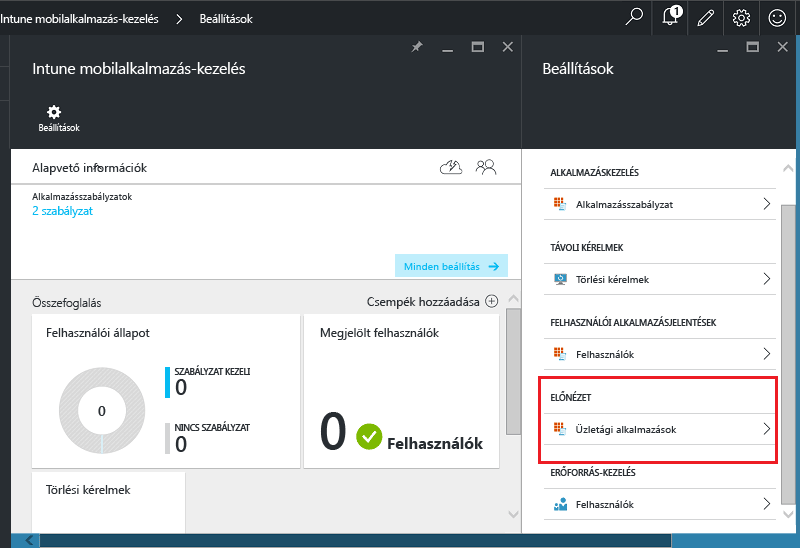 Intune mobilalkalmazás-kezelés > Beállítások
1
Intune mobilalkalmazás-kezelés
Beállítások
Alapvető információk
Alkalmazásszabályzatok
2 szabályzat
Minden beállítás →
Összefoglalás
Csempék hozzáadása
Felhasználói állapot
0
SZABÁLYZAT KEZELI
0
NINCS SZABÁLYZAT
0
Megjelölt felhasználók
0 Felhasználók
Törlési kérelmek
Beállítások
ALKALMAZÁSKEZELÉS
Alkalmazásszabályzat
TÁVOLI KÉRELMEK
Törlési kérelmek
FELHASZNÁLÓI ALKALMAZÁSJELENTÉSEK
Felhasználók
ELŐNÉZET
Üzletági alkalmazások
ERŐFORRÁS-KEZELÉS
Felhasználók